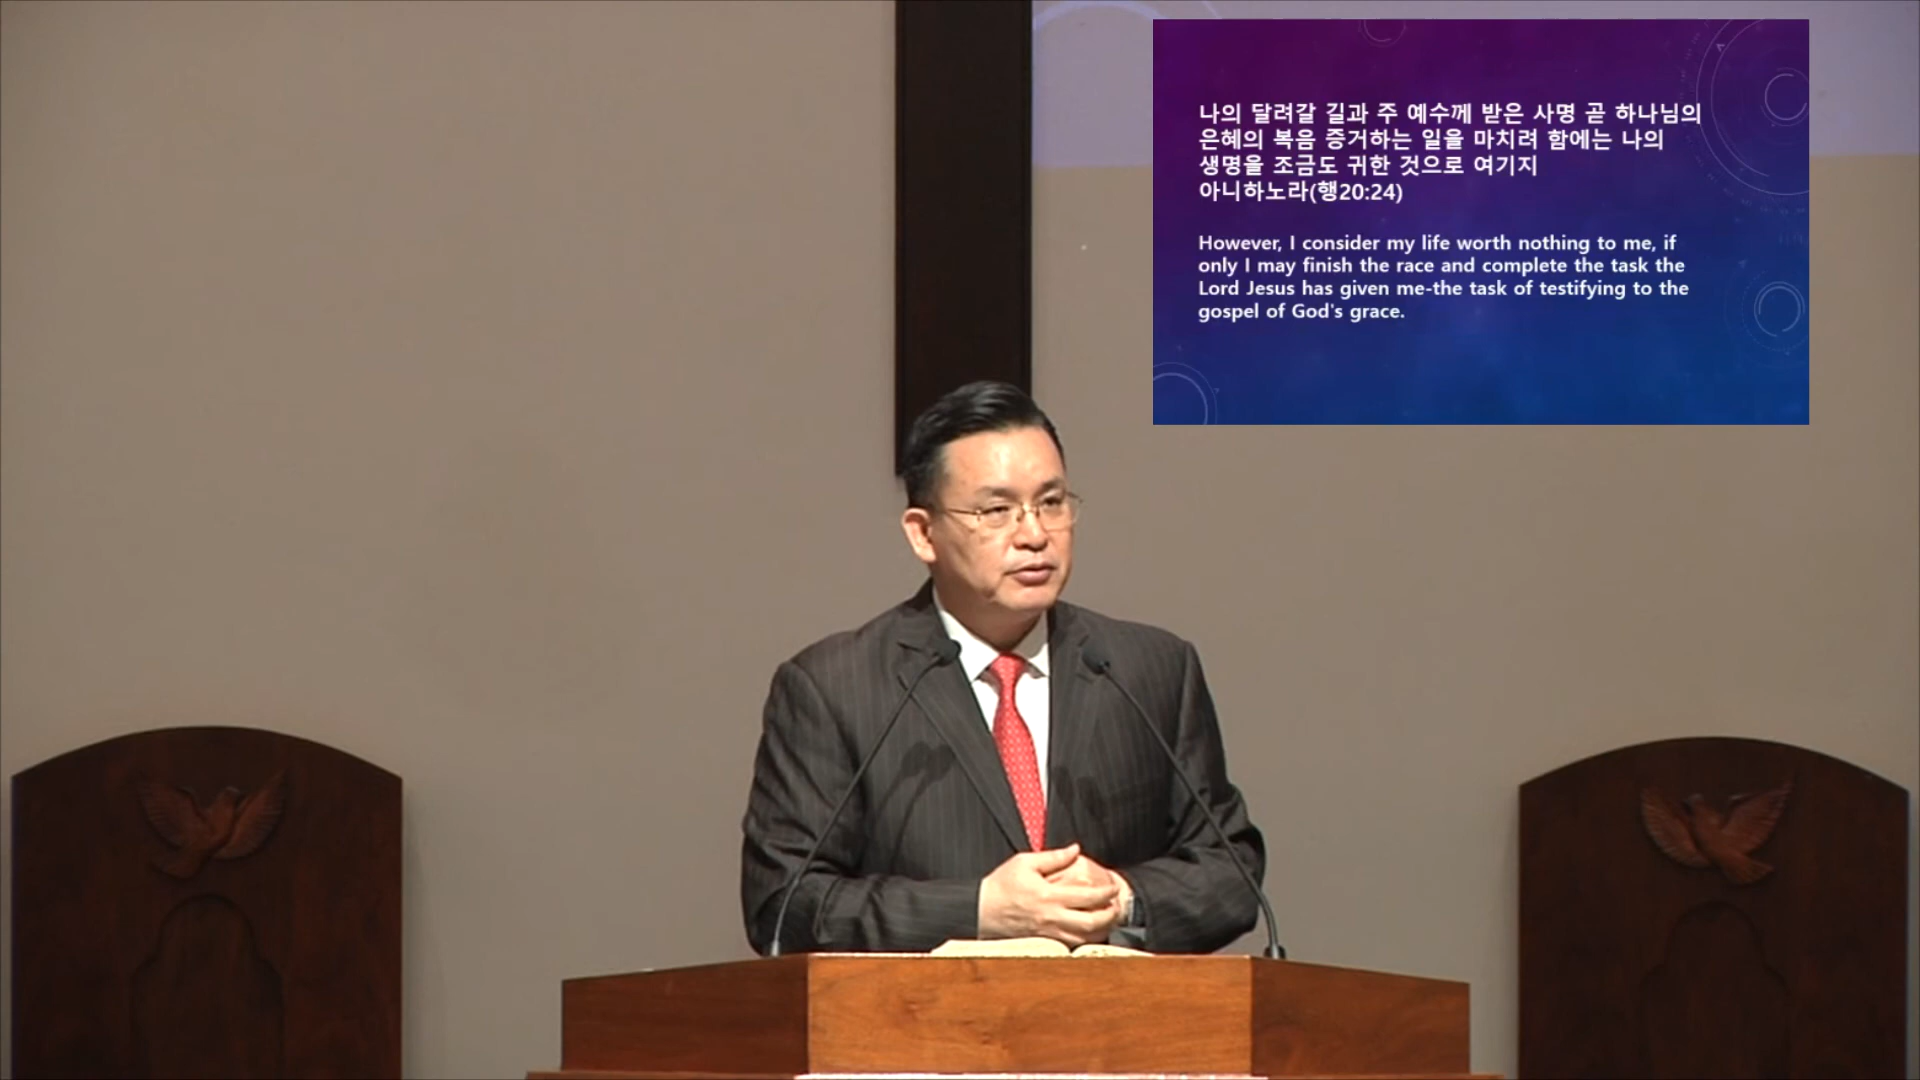 나의 달려갈 길과 주 예수께 받은 사명 곧 하나님의
은혜의 복음 증거하는 일을 마치려 함에는 나의
생명을 조금도 귀한 것으로 여기지
아니하노라(행20:24)
However, I consider my life worth nothing to me, if
only I may finish the race and complete the task the
Lord Jesus has given me-the task of testifying to the
gospel of God's grace.